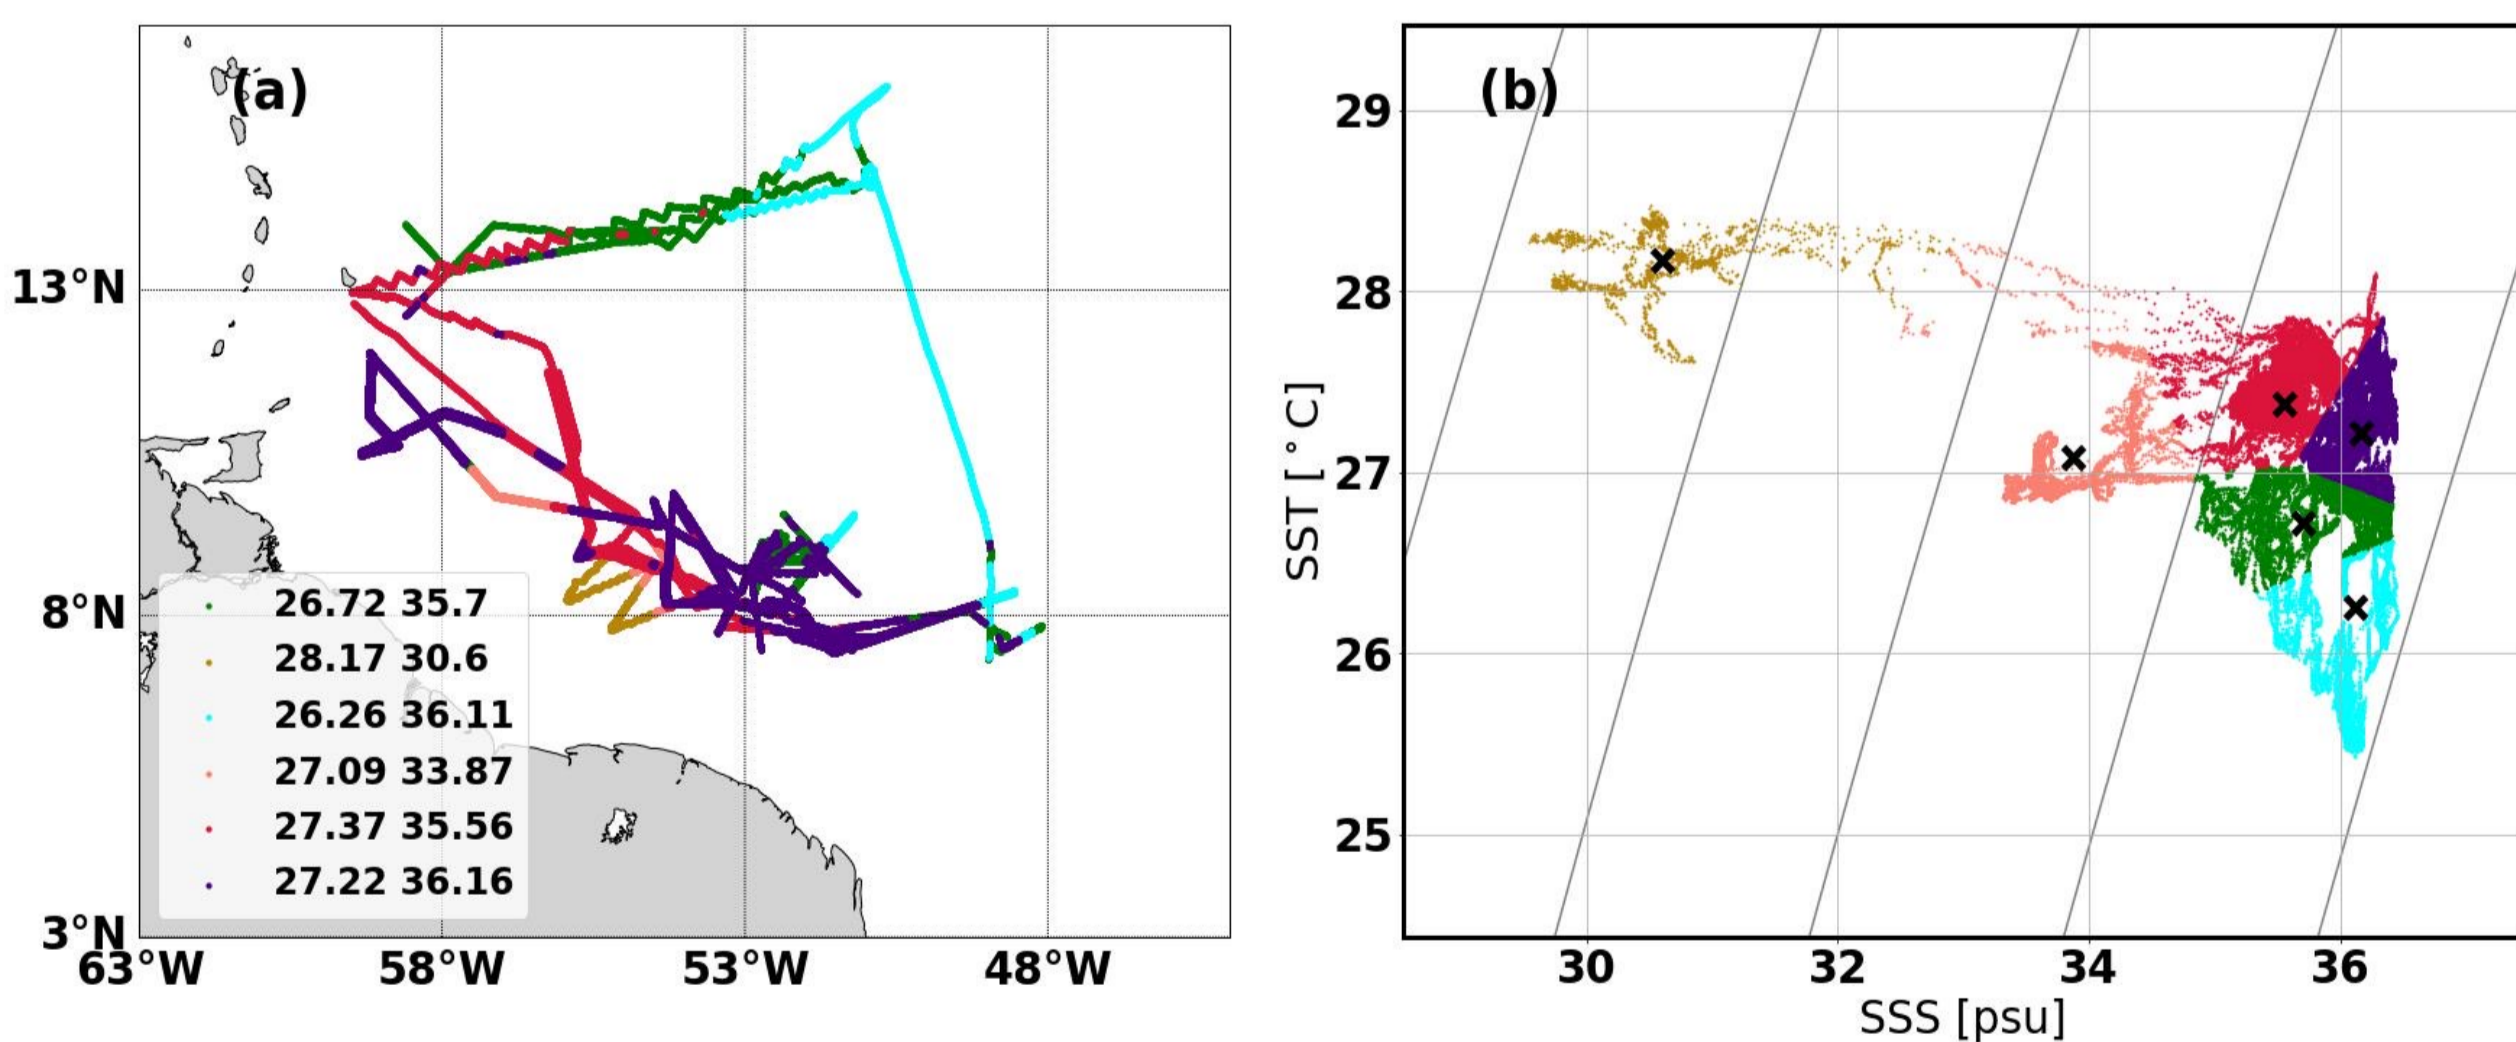 (a)
13°N
8°N
3°N
63°W 58°W 53°W 48°W
26.72 35.7
28.17 30.6
26.26 36.11
27.09 33.87
27.37 35.56
27.22 36.16
(b)
29
28
27
26
25
SST [°C]
30 32 34 36
SSS [psu]